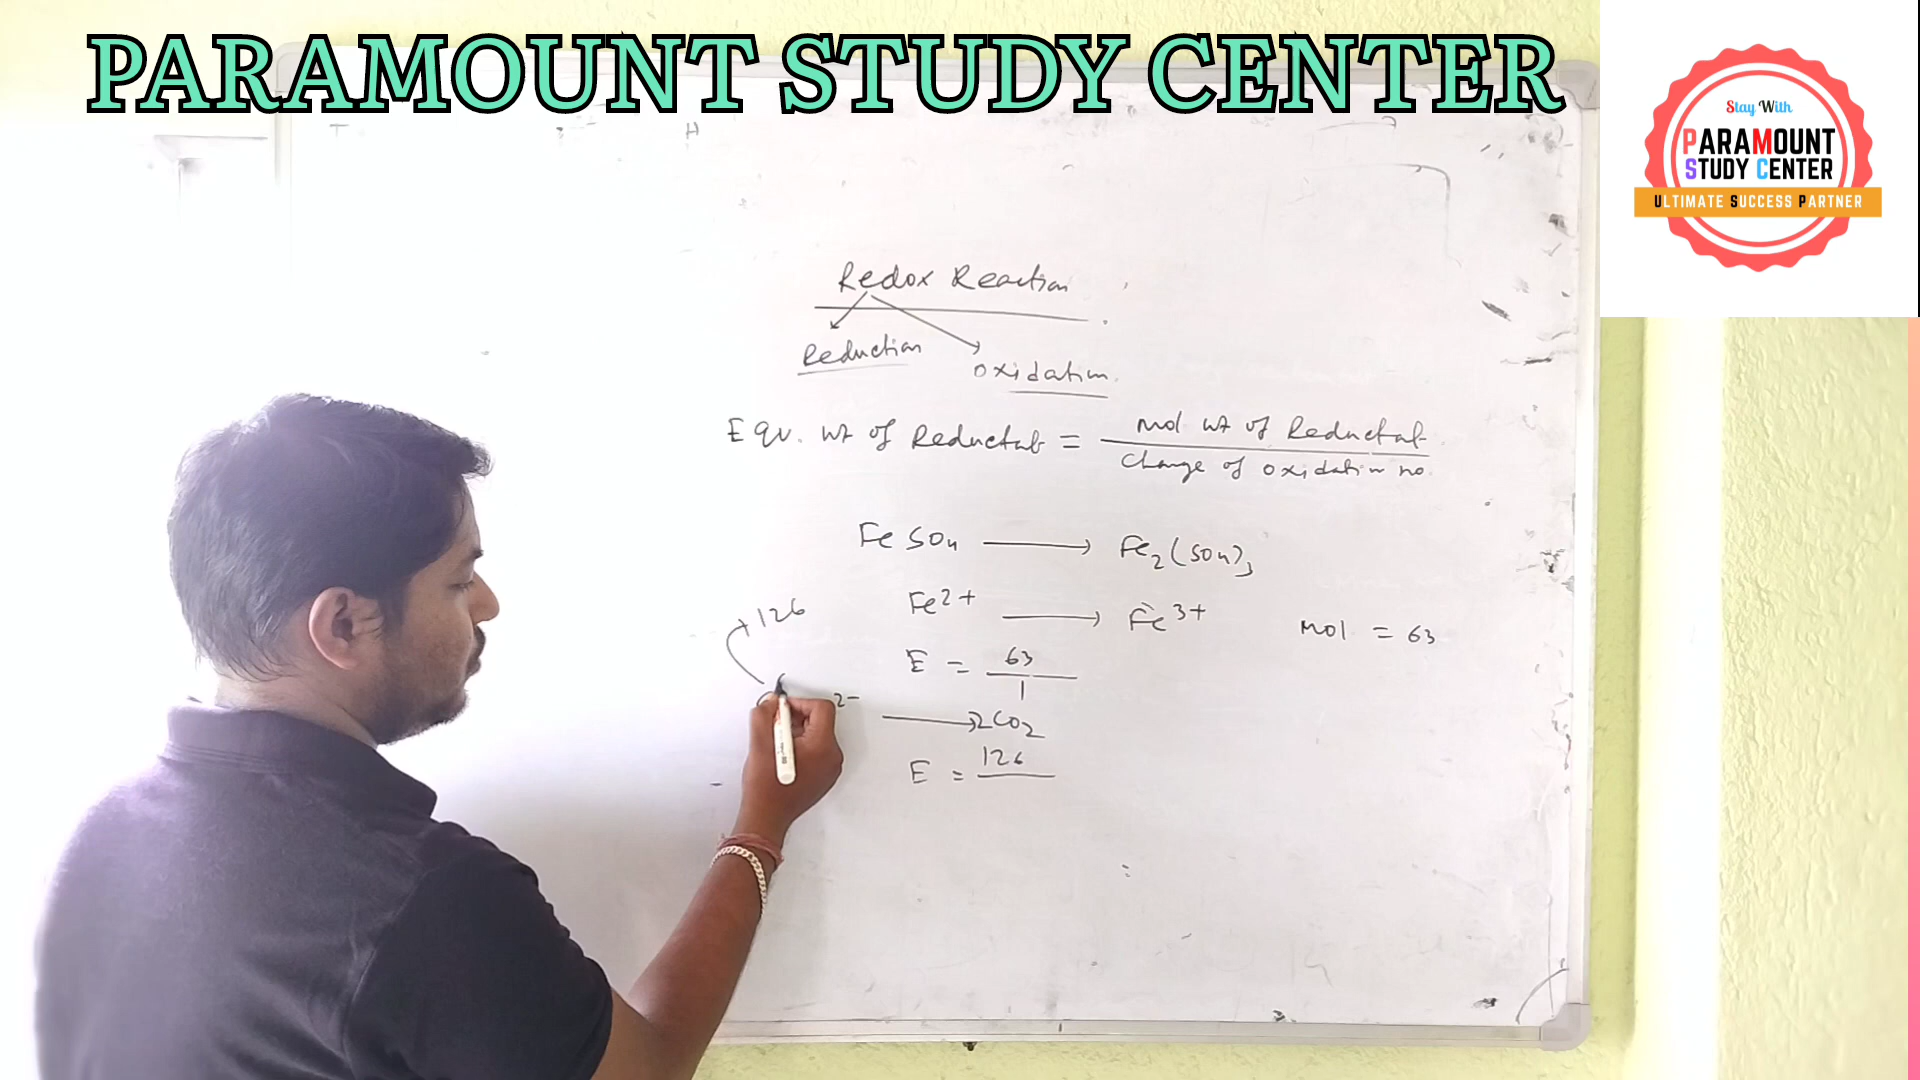 PARAMOUNT STUDY CENTER
Stay With
PARAMOUNT
STUDY CENTER
ULTIMATE SUCCESS PARTNER
Redox Reaction
Reduction
oxidation
Equ. wt of Reductant = mol wt of Reductant
change of oxidation no.
FeSO4 → Fe2(SO4)3
Fe2+ → Fe3+
mol = 63
126
E = 63
1
2- → 2CO2
E = 126